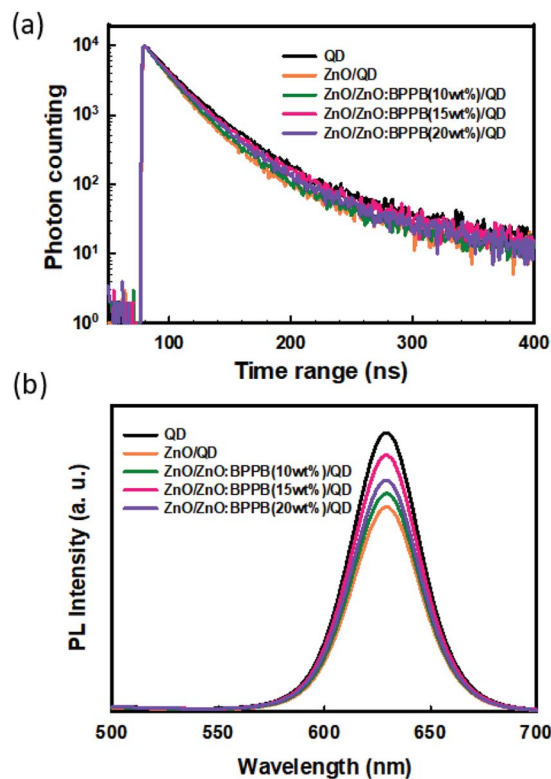 (a)
Photon counting
10⁴
10³
10²
10¹
10⁰
QD
ZnO/QD
ZnO/ZnO:BPPB(10wt%)/QD
ZnO/ZnO:BPPB(15wt%)/QD
ZnO/ZnO:BPPB(20wt%)/QD
100 200 300 400
Time range (ns)
(b)
PL Intensity (a. u.)
QD
ZnO/QD
ZnO/ZnO:BPPB(10wt%)/QD
ZnO/ZnO:BPPB(15wt%)/QD
ZnO/ZnO:BPPB(20wt%)/QD
500 550 600 650 700
Wavelength (nm)